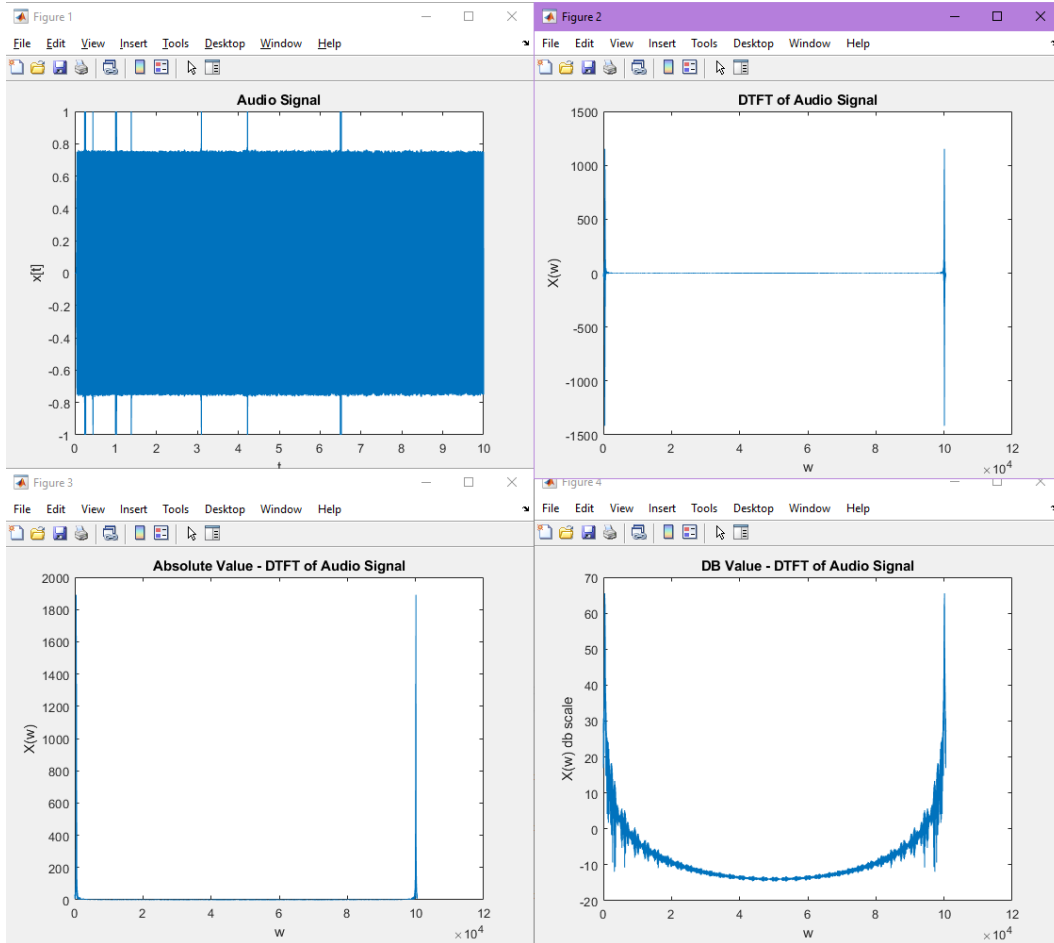 Figure 1
File Edit View Insert Tools Desktop Window Help
Audio Signal
1
0.8
0.6
0.4
0.2
0
-0.2
-0.4
-0.6
-0.8
-1
x[t]
0 1 2 3 4 5 6 7 8 9 10
t
Figure 2
File Edit View Insert Tools Desktop Window Help
DTFT of Audio Signal
1500
1000
500
0
-500
-1000
-1500
X(w)
0 2 4 6 8 10 12
w
×10⁴
Figure 3
File Edit View Insert Tools Desktop Window Help
Absolute Value - DTFT of Audio Signal
2000
1800
1600
1400
1200
1000
800
600
400
200
0
X(w)
0 2 4 6 8 10 12
w
×10⁴
Figure 4
File Edit View Insert Tools Desktop Window Help
DB Value - DTFT of Audio Signal
70
60
50
40
30
20
10
0
-10
-20
X(w) db scale
0 2 4 6 8 10 12
w
×10⁴